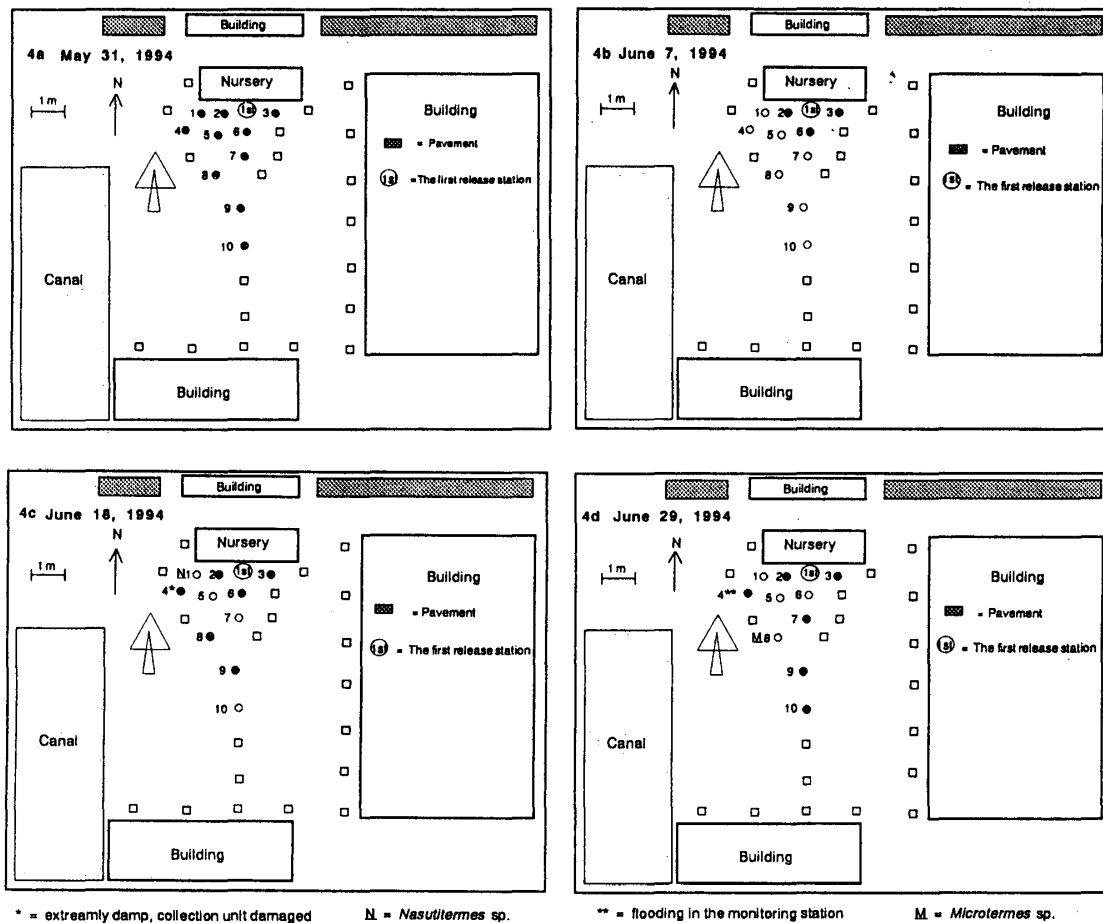 Building
4a May 31, 1994
N
Nursery
1 m
1 2 1st 3
4 5 6
7
8
9
10
Building
= Pavement
1st =The first release station
Canal
Building
Building
4b June 7, 1994
N
Nursery
1 m
1 2 1st 3
4 5 6
7
8
9
10
Building
= Pavement
1st = The first release station
Canal
Building
Building
4c June 18, 1994
N
Nursery
1 m
N1 2 1st 3
4* 5 6
7
8
9
10
Building
= Pavement
1st = The first release station
Canal
Building
Building
4d June 29, 1994
N
Nursery
1 m
1 2 1st 3
4** 5 6
7
M8
9
10
Building
= Pavement
1st = The first release station
Canal
Building
* = extreamly damp, collection unit damaged N = Nasutitermes sp. ** = flooding in the monitoring station M = Microtermes sp.